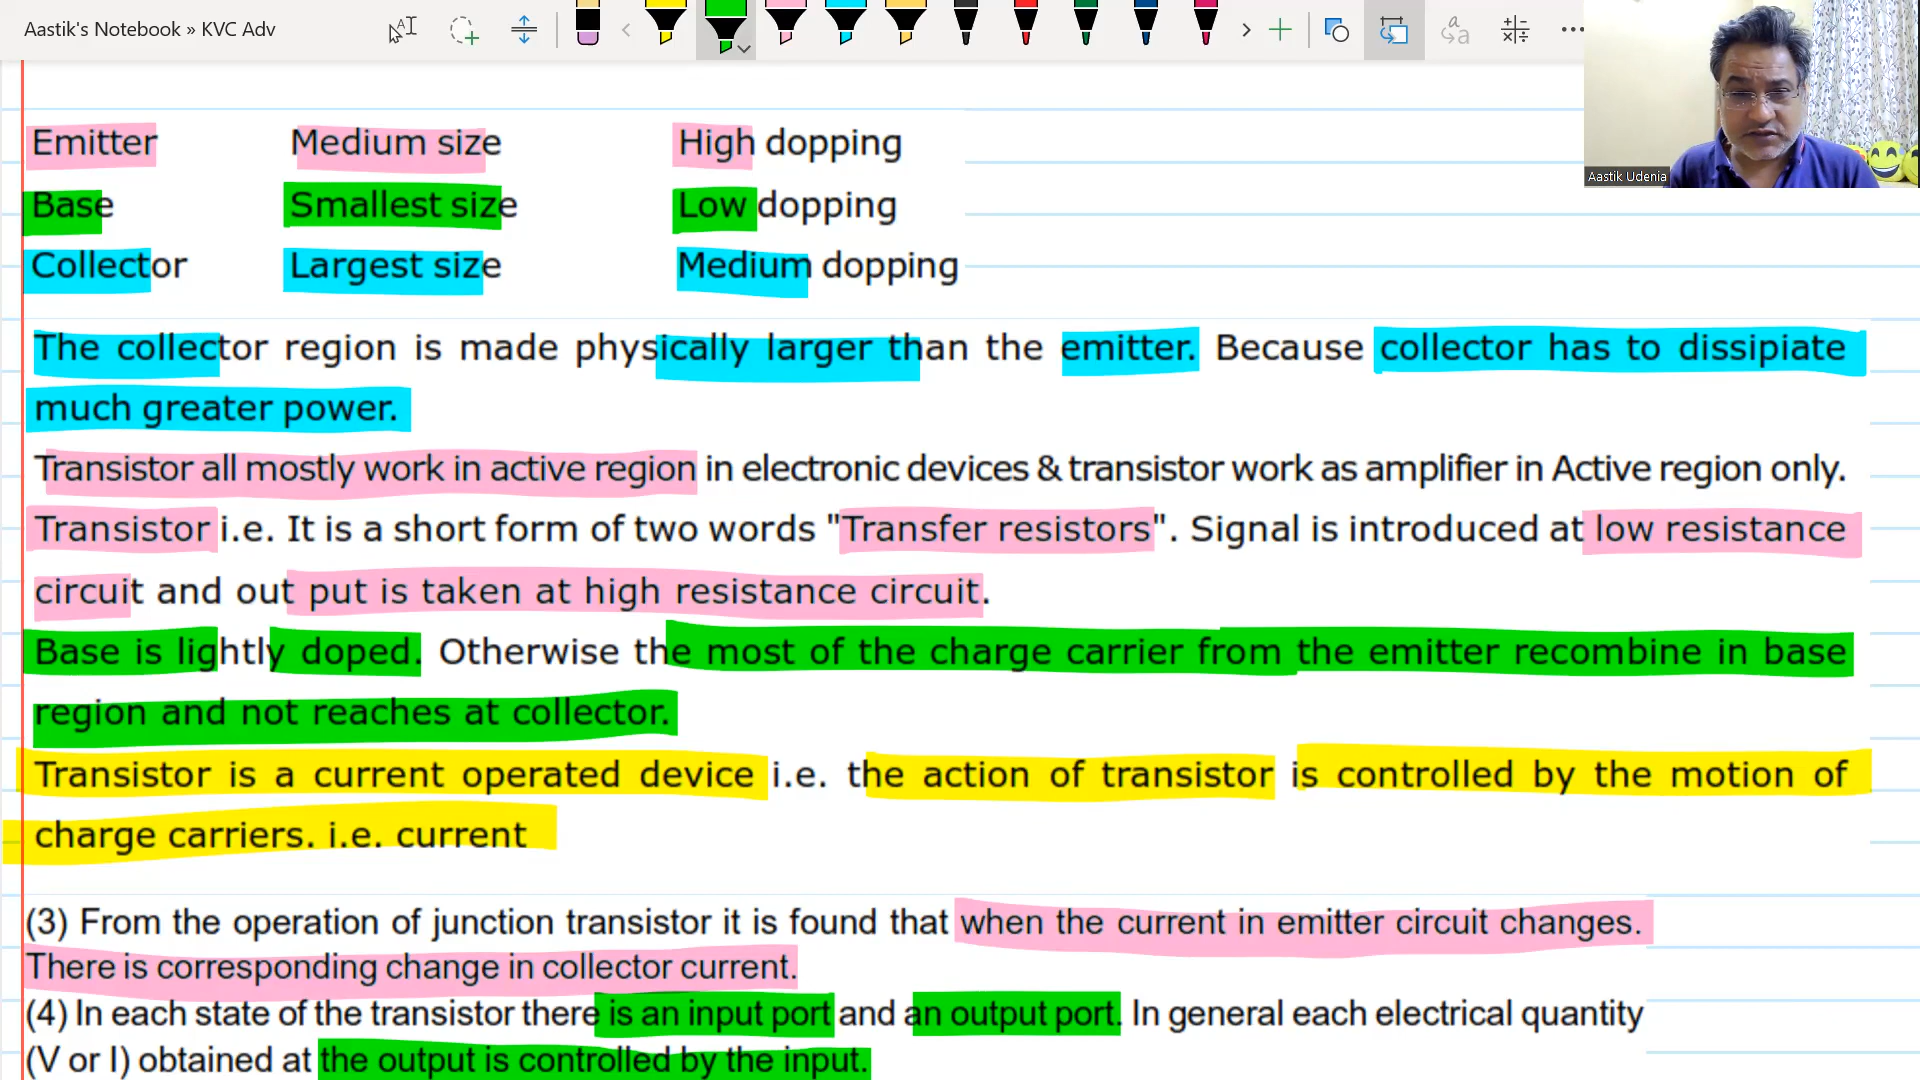 Aastik's Notebook » KVC Adv
Aastik Udenia
Emitter Medium size High dopping
Base Smallest size Low dopping
Collector Largest size Medium dopping
The collector region is made physically larger than the emitter. Because collector has to dissipiate
much greater power.
Transistor all mostly work in active region in electronic devices & transistor work as amplifier in Active region only.
Transistor i.e. It is a short form of two words "Transfer resistors". Signal is introduced at low resistance
circuit and out put is taken at high resistance circuit.
Base is lightly doped. Otherwise the most of the charge carrier from the emitter recombine in base
region and not reaches at collector.
Transistor is a current operated device i.e. the action of transistor is controlled by the motion of
charge carriers. i.e. current
(3) From the operation of junction transistor it is found that when the current in emitter circuit changes.
There is corresponding change in collector current.
(4) In each state of the transistor there is an input port and an output port. In general each electrical quantity
(V or I) obtained at the output is controlled by the input.